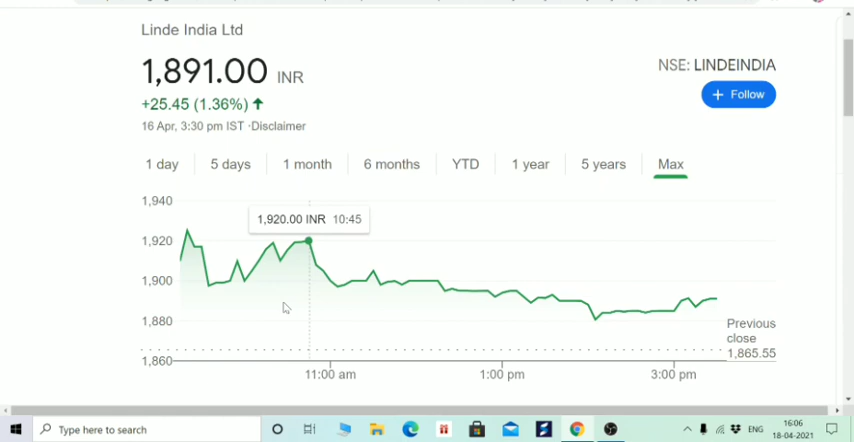 Linde India Ltd
1,891.00 INR
NSE: LINDEINDIA
+25.45 (1.36%)
+ Follow
16 Apr, 3:30 pm IST ·Disclaimer
1 day 5 days 1 month 6 months YTD 1 year 5 years Max
1,940
1,920.00 INR 10:45
1,920
1,900
1,880
Previous
close
1,865.55
1,860
11:00 am 1:00 pm 3:00 pm
Type here to search
ENG
16:06
18-04-2021